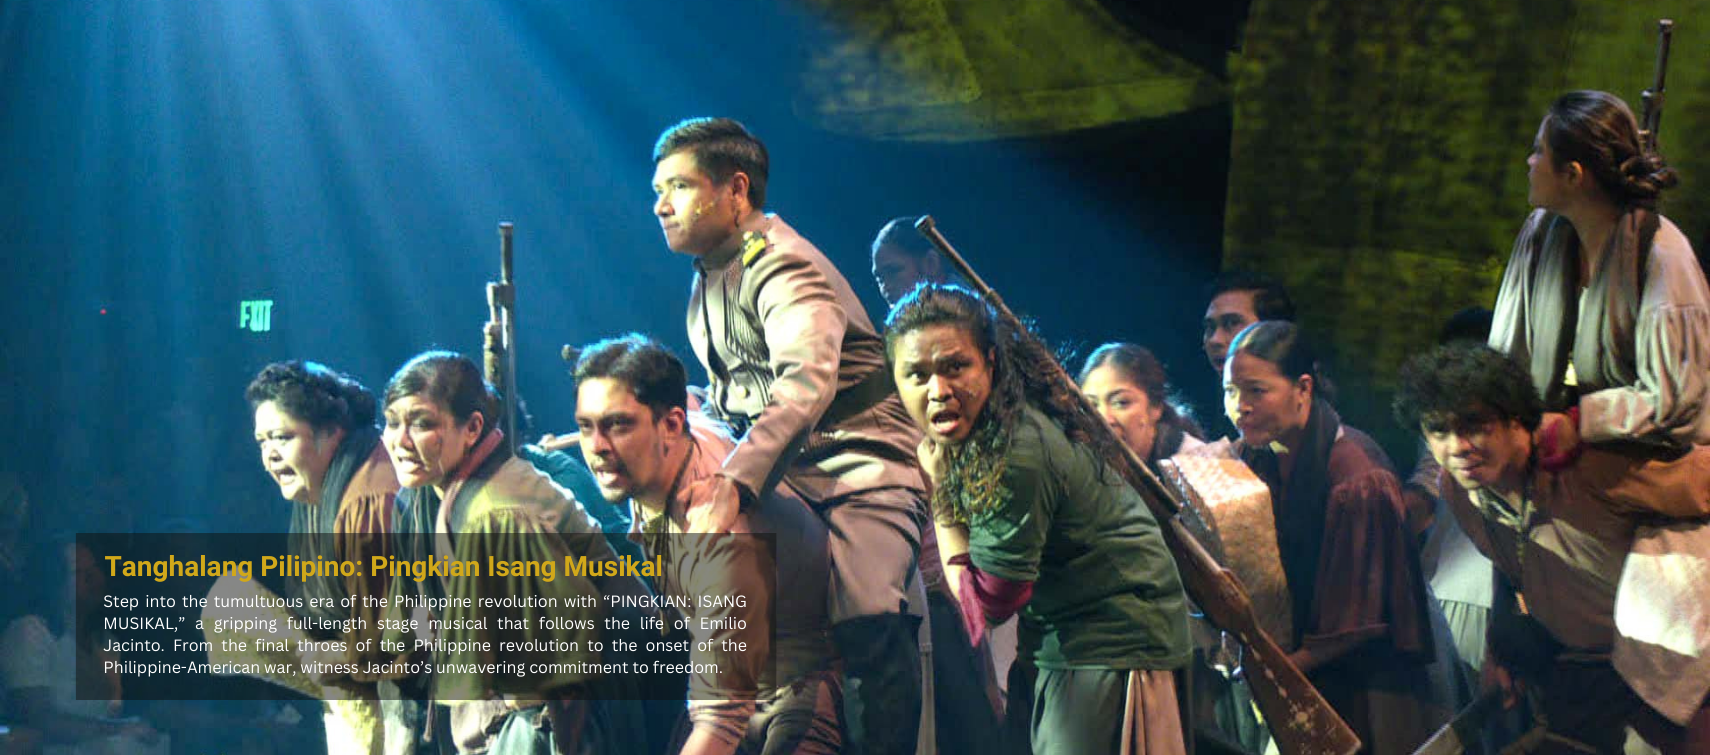 EXIT
Tanghalang Pilipino: Pingkian Isang Musikal
Step into the tumultuous era of the Philippine revolution with “PINGKIAN: ISANG
MUSIKAL,” a gripping full-length stage musical that follows the life of Emilio
Jacinto. From the final throes of the Philippine revolution to the onset of the
Philippine-American war, witness Jacinto’s unwavering commitment to freedom.